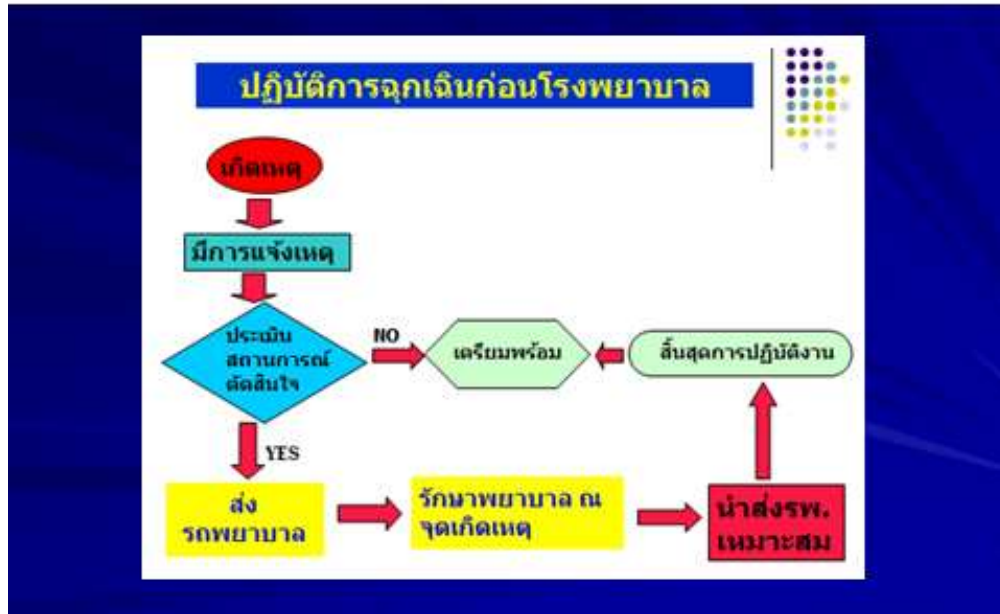 ปฏิบัติการฉุกเฉินก่อนโรงพยาบาล
เกิดเหตุ
มีการแจ้งเหตุ
ประเมิน
สถานการณ์
ตัดสินใจ
NO
เตรียมพร้อม
สิ้นสุดการปฏิบัติงาน
YES
ส่ง
รถพยาบาล
รักษาพยาบาล ณ
จุดเกิดเหตุ
นำส่งรพ.
เหมาะสม